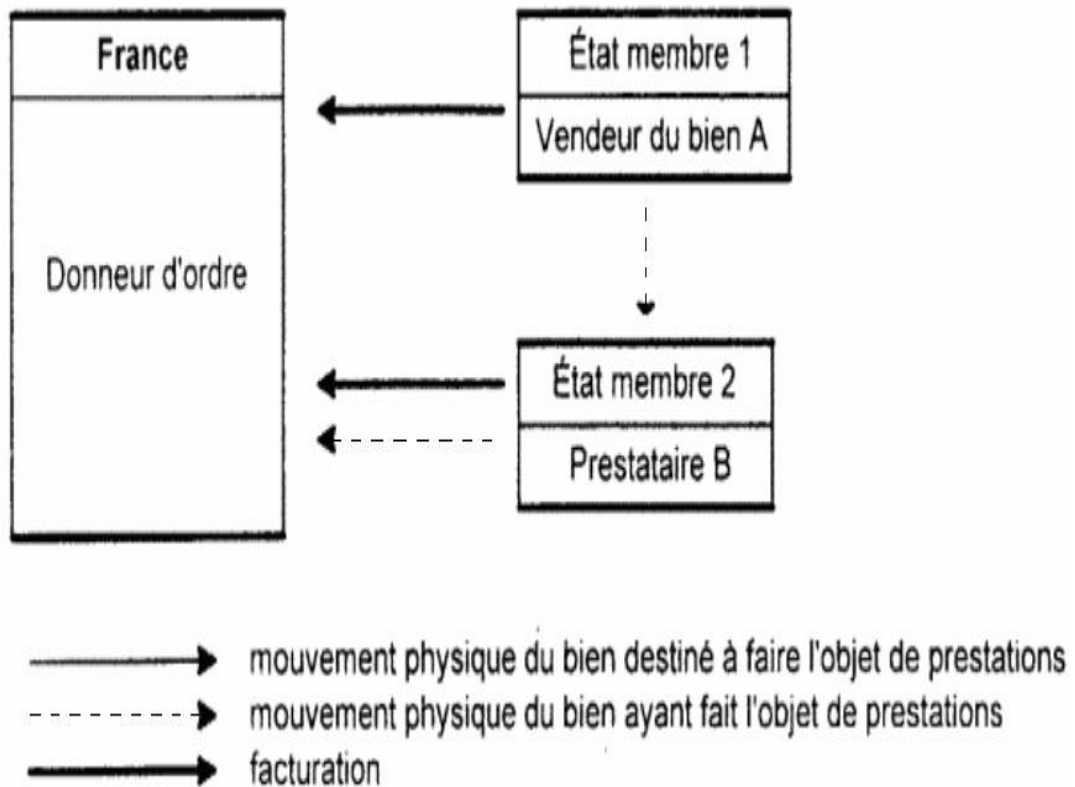 France
État membre 1
Vendeur du bien A
Donneur d'ordre
État membre 2
Prestataire B
mouvement physique du bien destiné à faire l'objet de prestations
mouvement physique du bien ayant fait l'objet de prestations
facturation